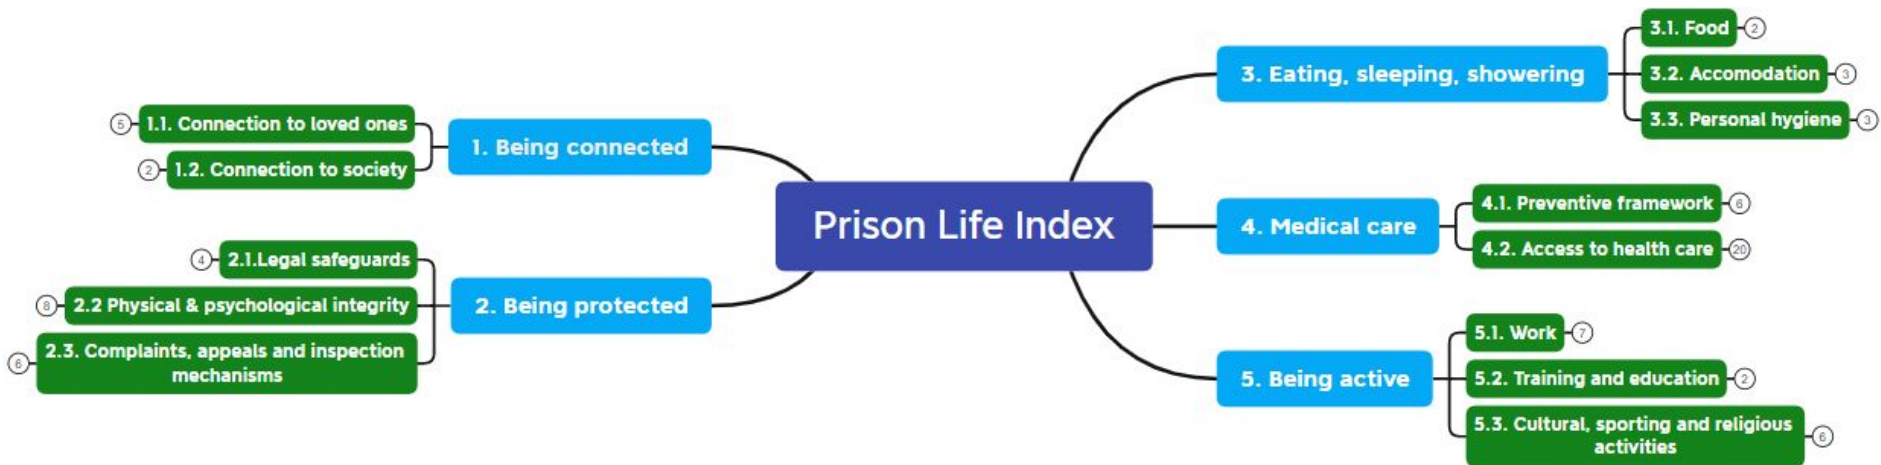 Prison Life Index
1. Being connected
1.1. Connection to loved ones
5
1.2. Connection to society
2
2. Being protected
2.1.Legal safeguards
4
2.2 Physical & psychological integrity
8
2.3. Complaints, appeals and inspection
mechanisms
6
3. Eating, sleeping, showering
3.1. Food
2
3.2. Accomodation
3
3.3. Personal hygiene
3
4. Medical care
4.1. Preventive framework
6
4.2. Access to health care
20
5. Being active
5.1. Work
7
5.2. Training and education
2
5.3. Cultural, sporting and religious
activities
6